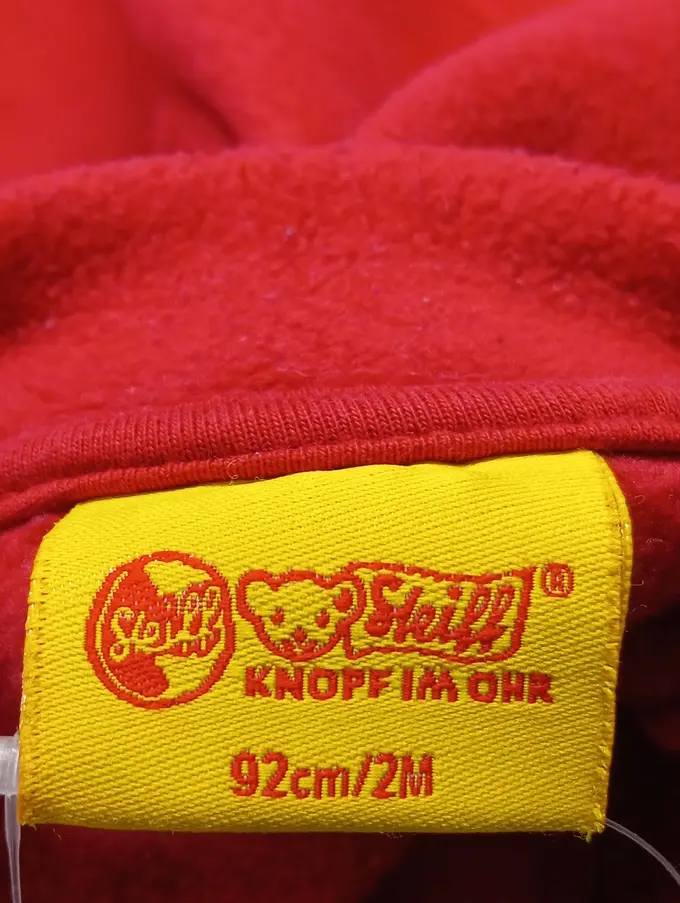 Steiff
Steiff ®
KNOPF IM OHR
92cm/2M